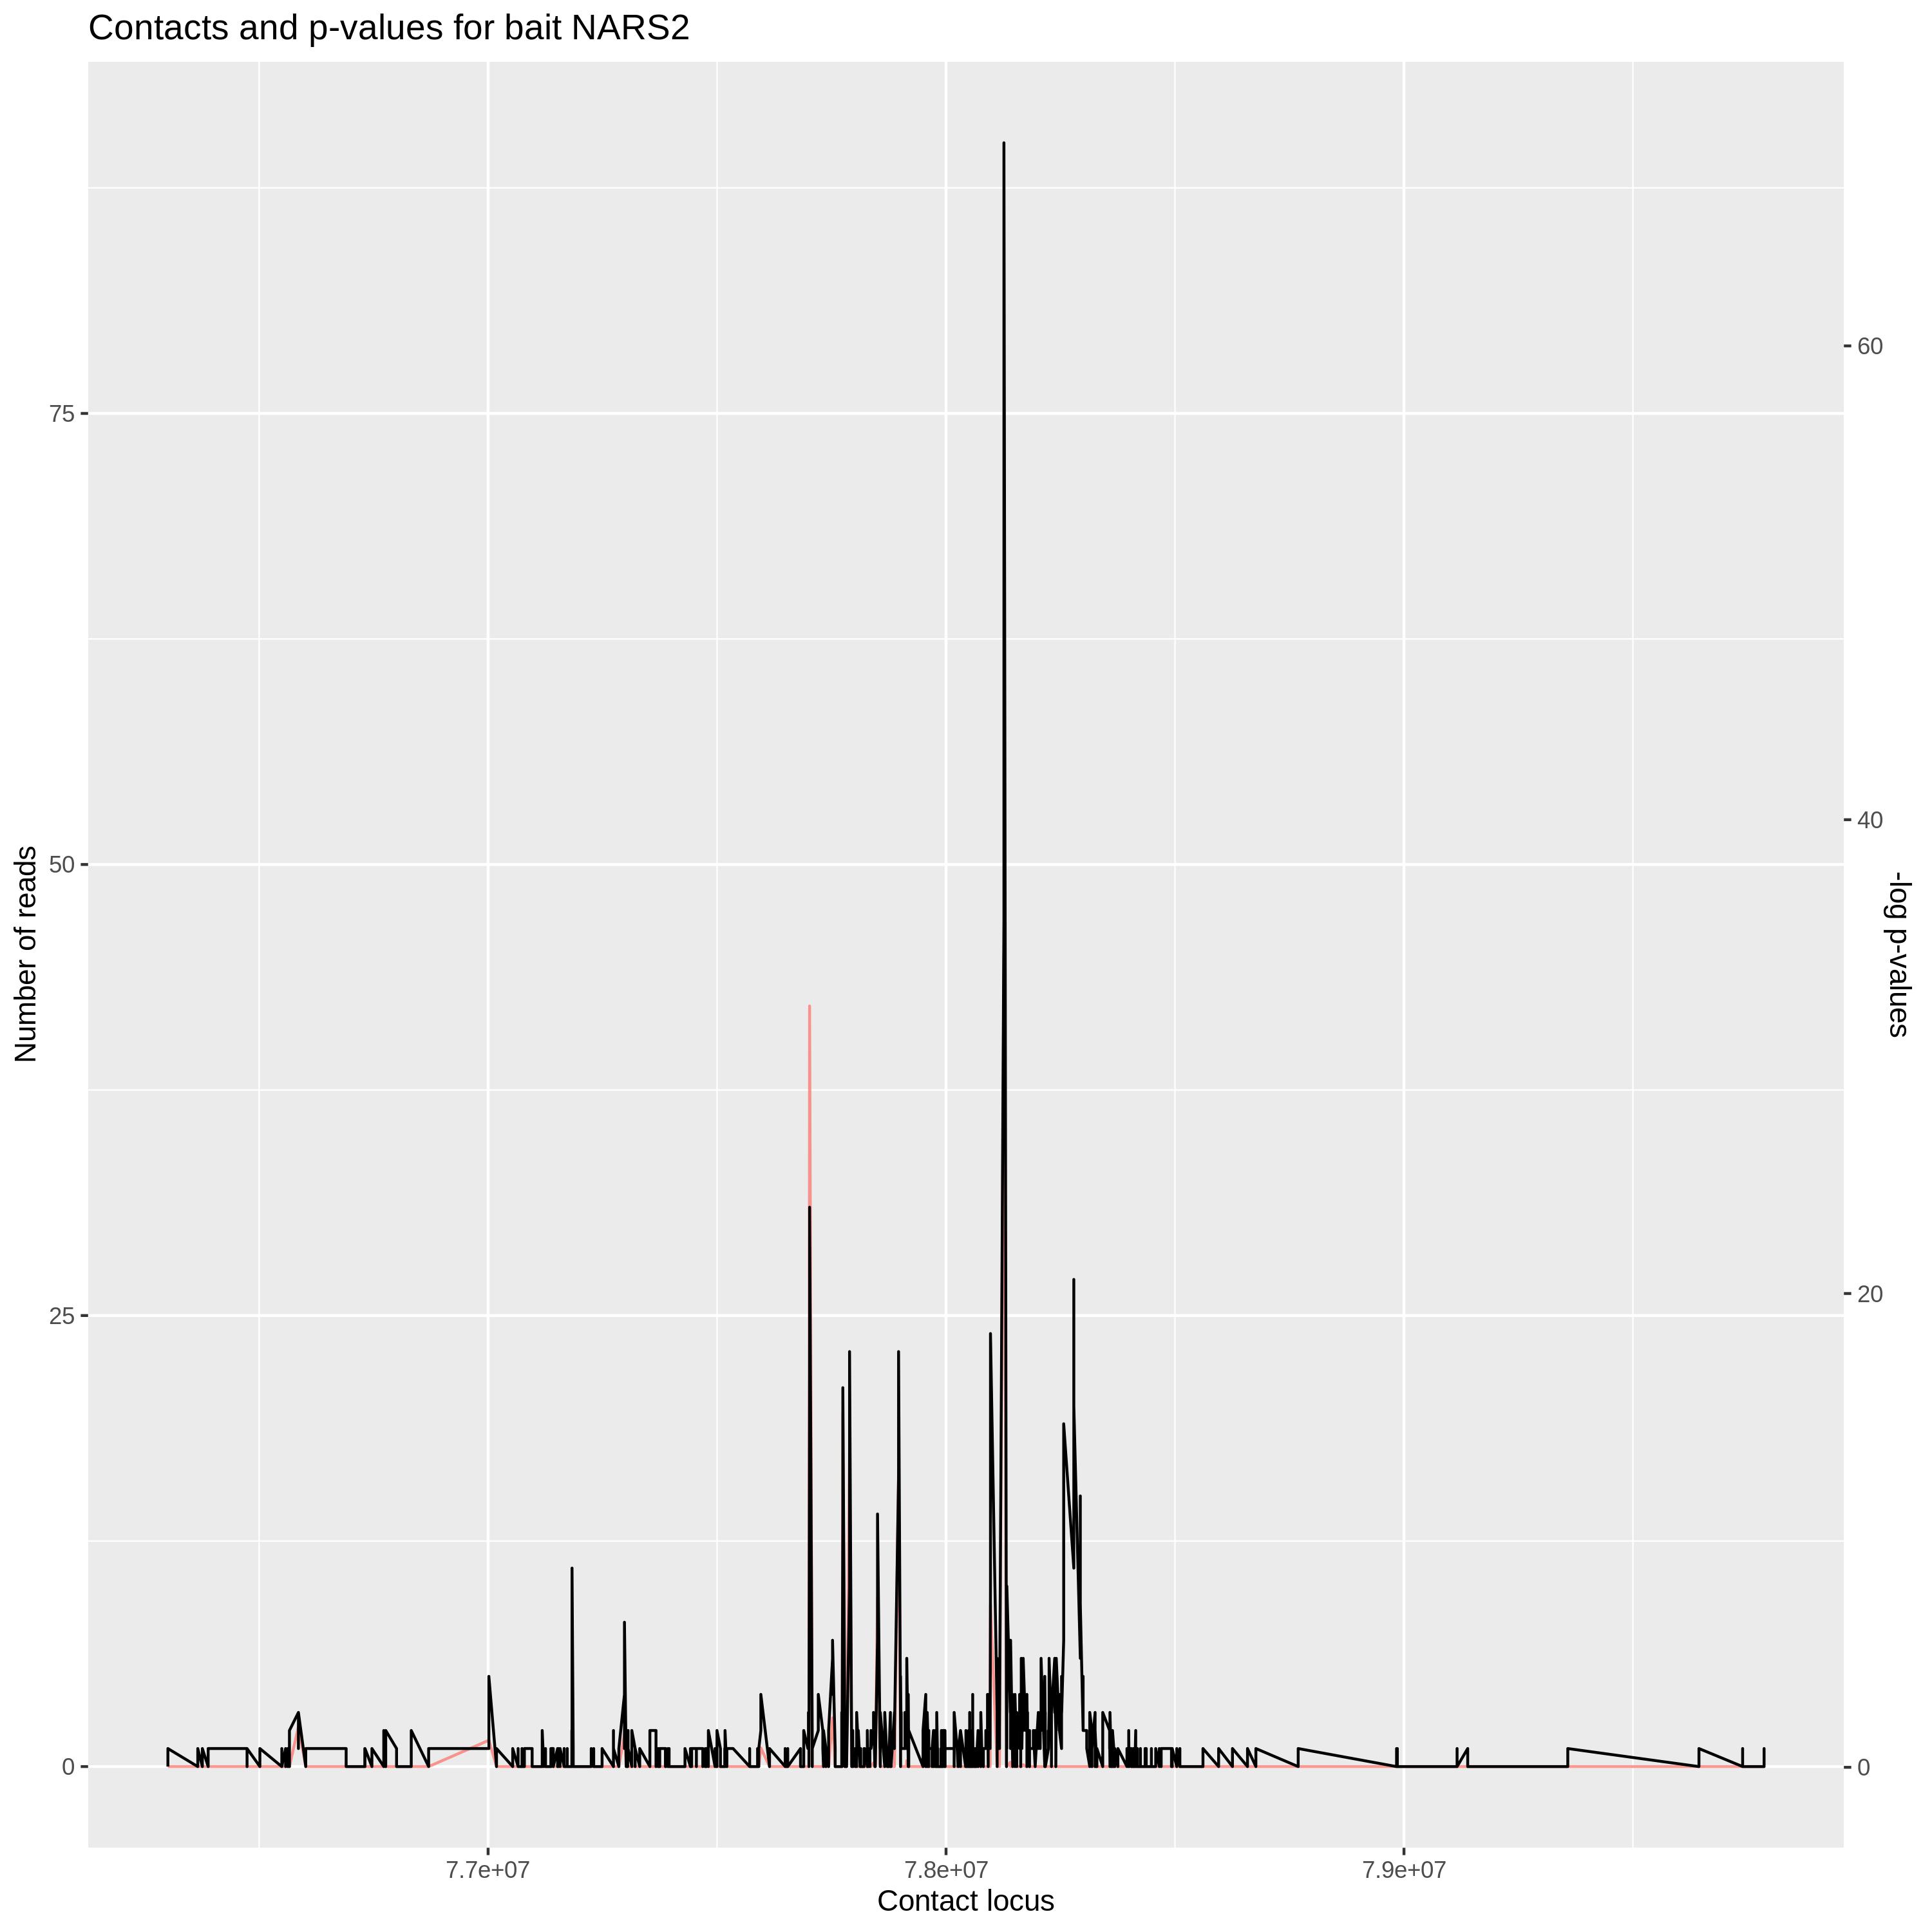 Contacts and p-values for bait NARS2
75
50
25
0
60
40
20
0
Number of reads
-log p-values
7.7e+07 7.8e+07 7.9e+07
Contact locus